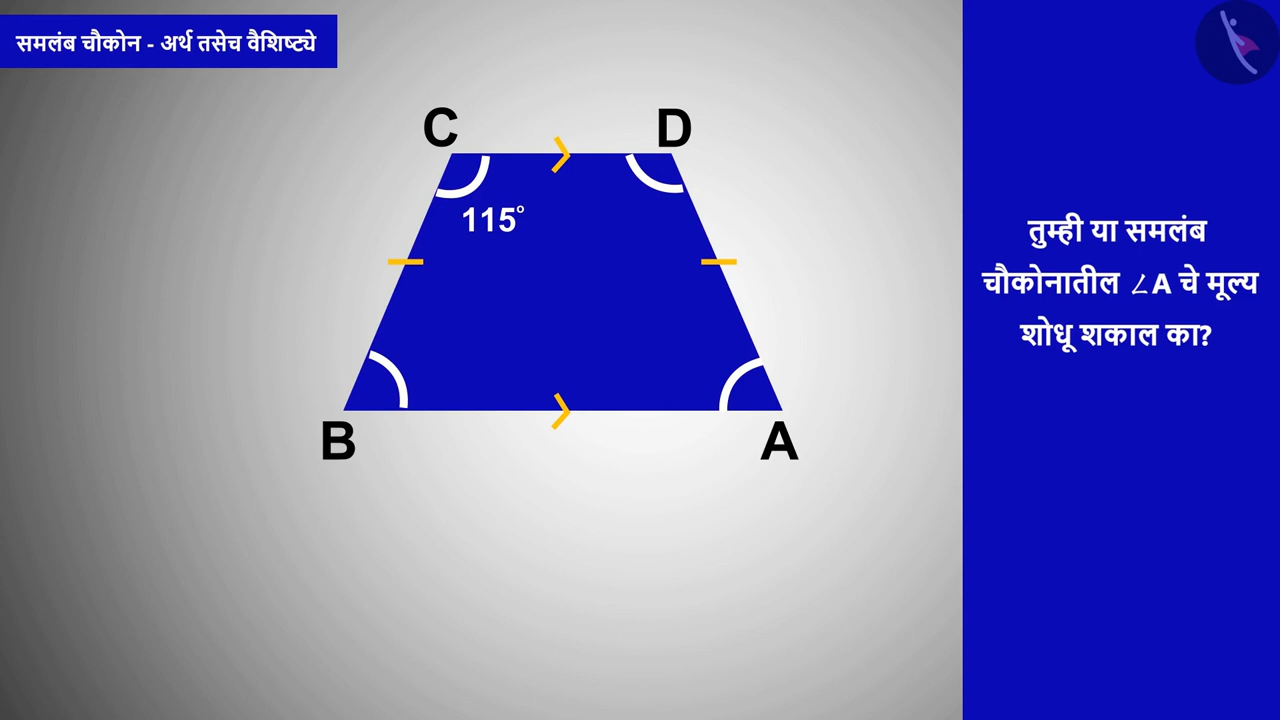 समलंब चौकोन - अर्थ तसेच वैशिष्ट्ये
C
D
115°
तुम्ही या समलंब
चौकोनातील ∠A चे मूल्य
शोधू शकाल का?
B
A